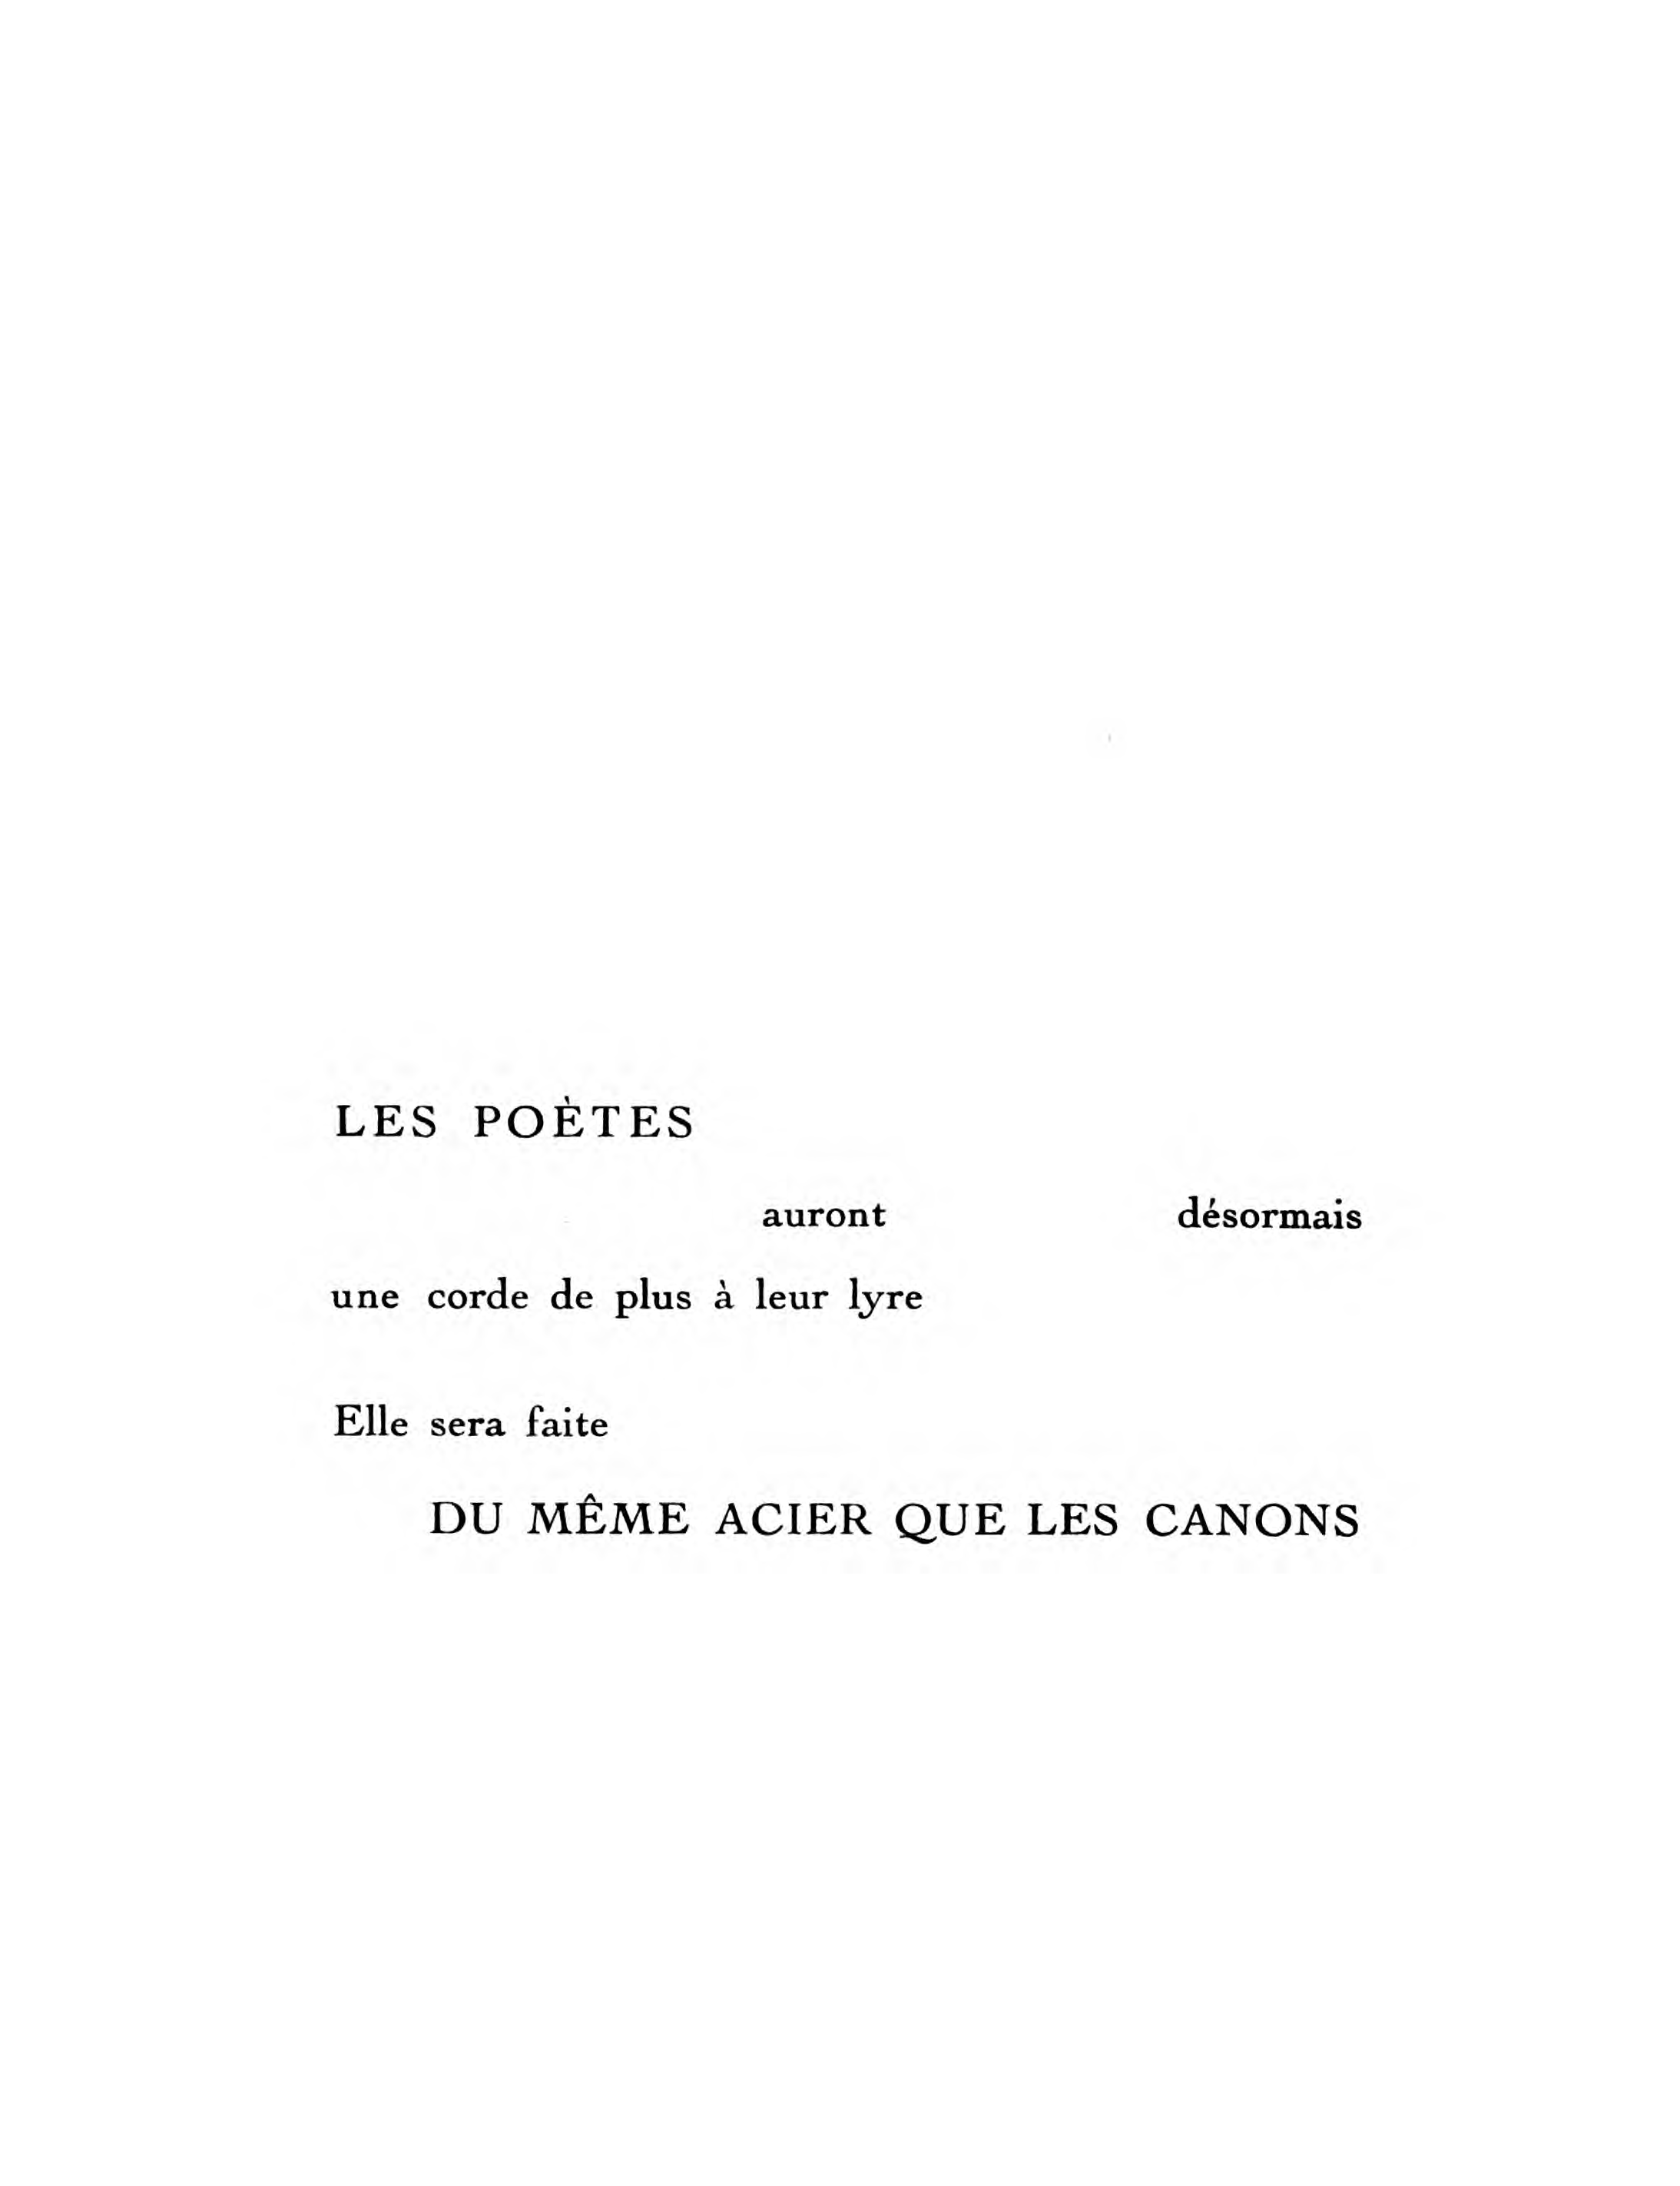 LES POÈTES
auront désormais
une corde de plus à leur lyre
Elle sera faite
DU MÊME ACIER QUE LES CANONS